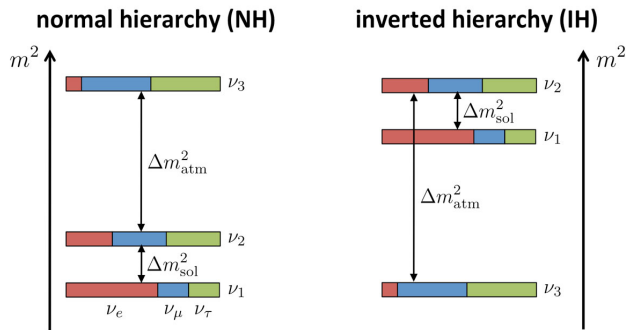 normal hierarchy (NH)
m²
ν₃
Δm²atm
ν₂
Δm²sol
ν₁
νe νμ ντ
inverted hierarchy (IH)
m²
ν₂
Δm²sol
ν₁
Δm²atm
ν₃